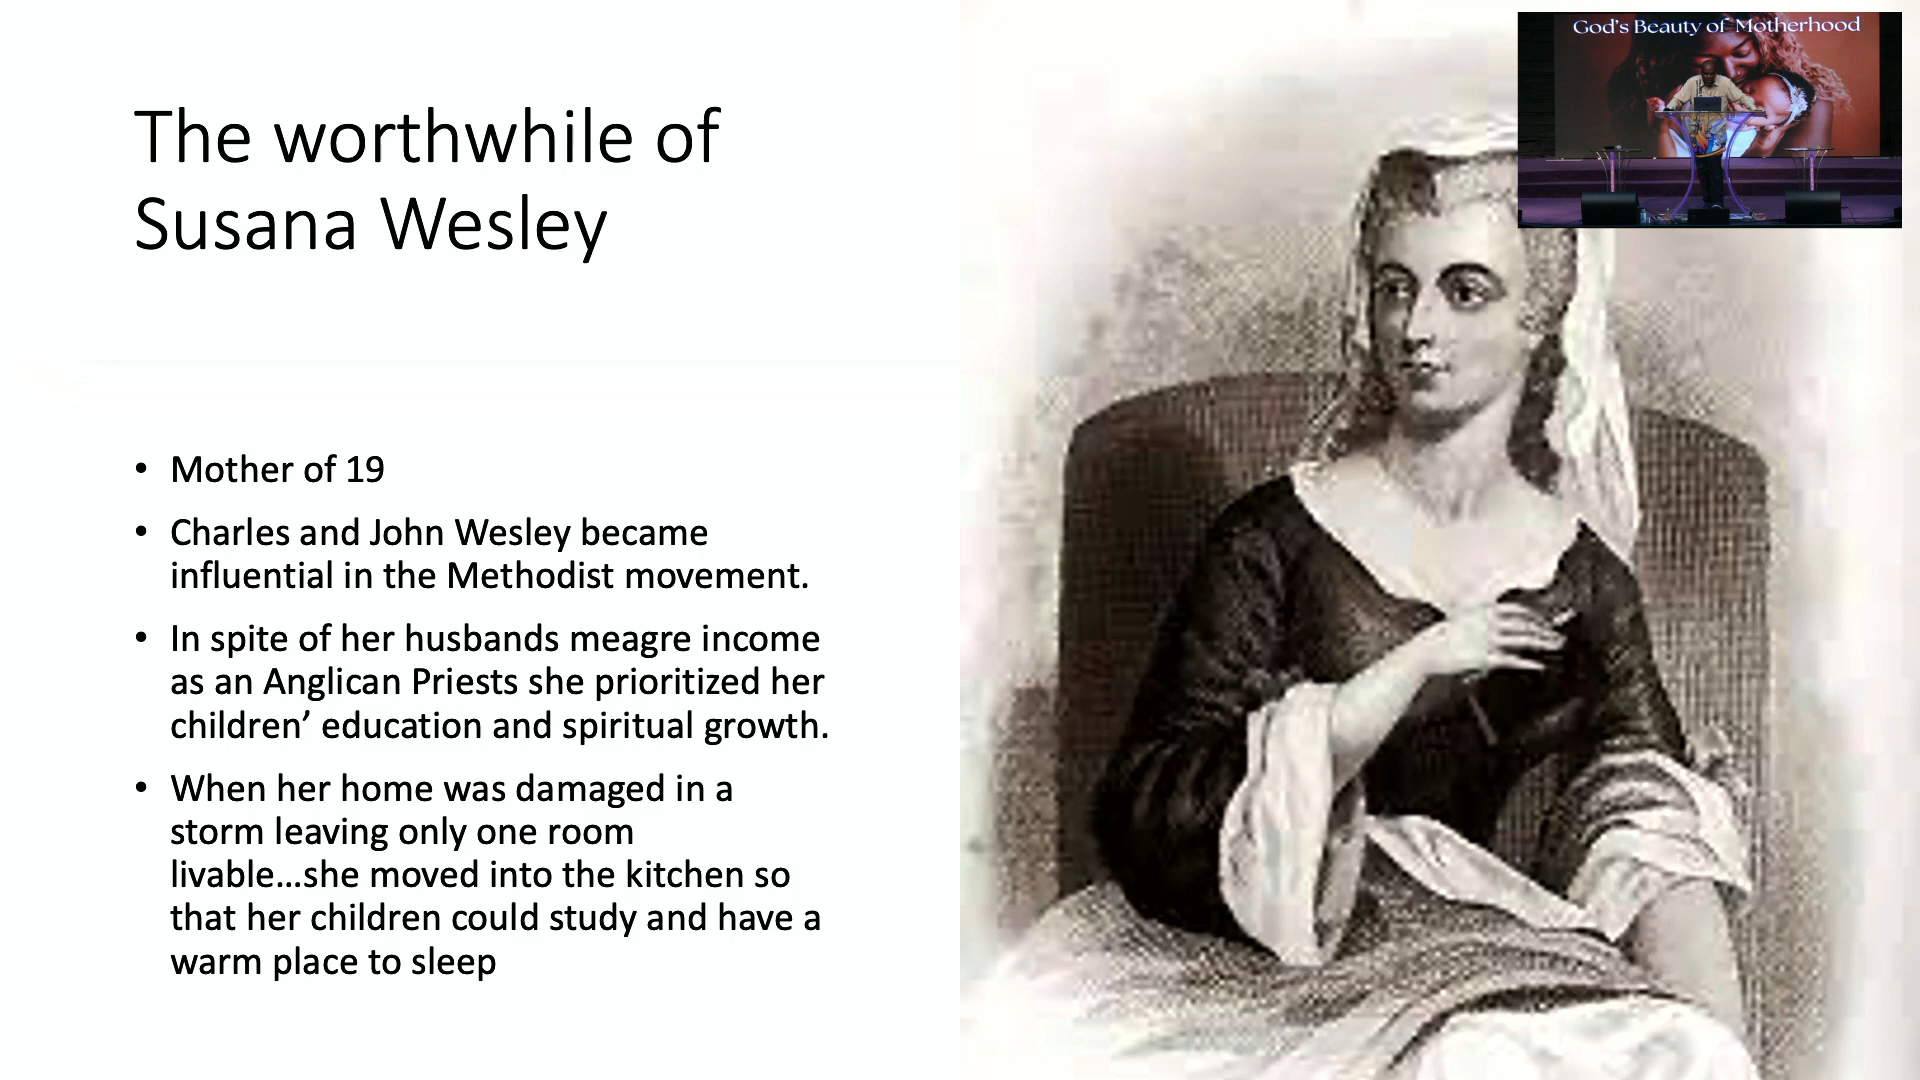 God's Beauty of Motherhood
The worthwhile of
Susana Wesley
• Mother of 19
• Charles and John Wesley became
influential in the Methodist movement.
• In spite of her husbands meagre income
as an Anglican Priests she prioritized her
children’ education and spiritual growth.
• When her home was damaged in a
storm leaving only one room
livable…she moved into the kitchen so
that her children could study and have a
warm place to sleep